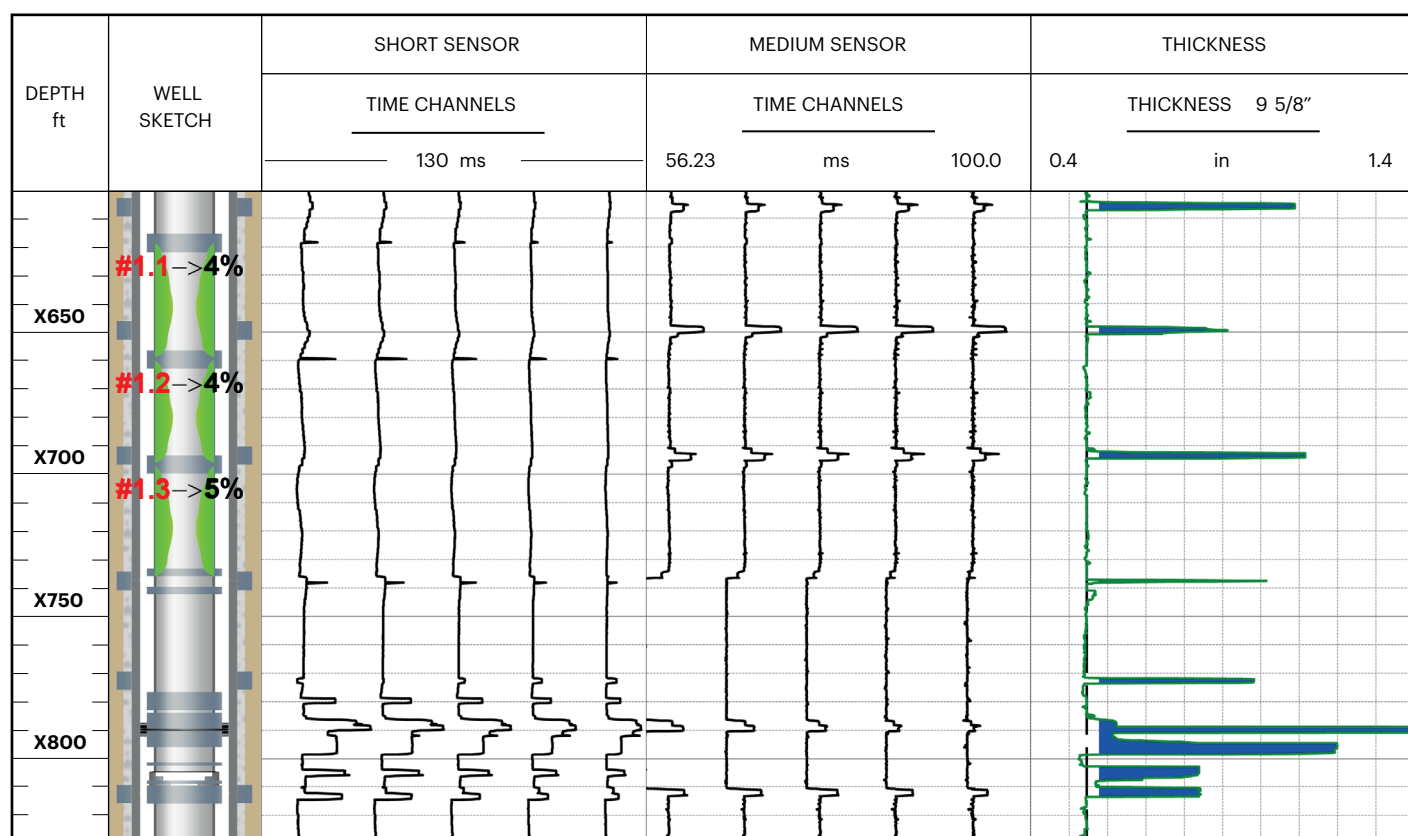 DEPTH
ft
WELL
SKETCH
SHORT SENSOR
TIME CHANNELS
130 ms
MEDIUM SENSOR
TIME CHANNELS
56.23 ms 100.0
THICKNESS
THICKNESS 9 5/8”
0.4 in 1.4
#1.1–>4%
X650
#1.2–>4%
X700
#1.3–>5%
X750
X800